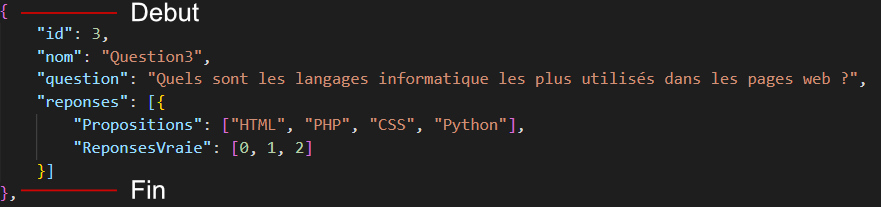 { Debut
"id": 3,
"nom": "Question3",
"question": "Quels sont les langages informatique les plus utilisés dans les pages web ?",
"reponses": [{
"Propositions": ["HTML", "PHP", "CSS", "Python"],
"ReponsesVraie": [0, 1, 2]
}]
}, Fin